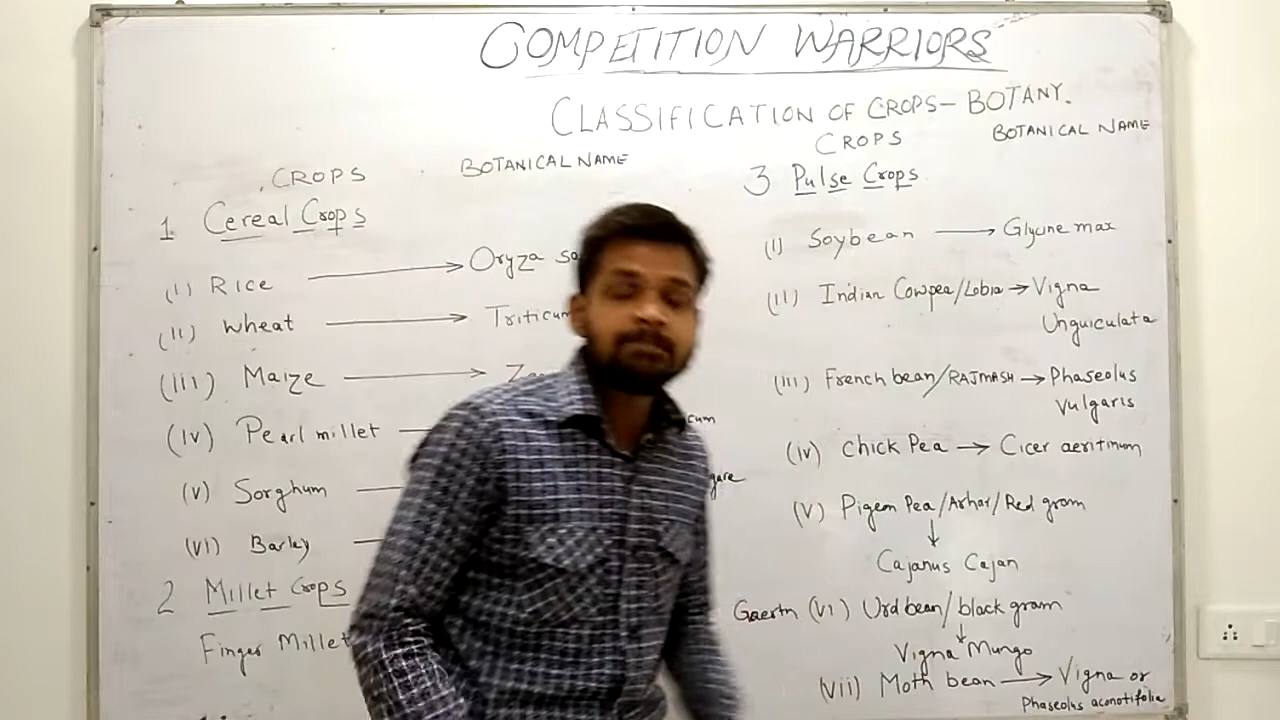 COMPETITION WARRIORS
CLASSIFICATION OF CROPS - BOTANY.
CROPS BOTANICAL NAME
1 Cereal Crops
(i) Rice → Oryza
(ii) wheat → Triticum
(iii) Maize →
(iv) Pearl millet
(v) Sorghum
(vi) Barley
2 Millet Crops
Finger Millet
CROPS BOTANICAL NAME
3 Pulse Crops
(i) Soybean → Glycine max
(ii) Indian Cowpea/Lobia → Vigna
Unguiculata
(iii) French bean/RAJMASH → Phaseolus
vulgaris
(iv) Chick Pea → Cicer aeritinum
(v) Pigeon Pea/Arhar/Red gram
↓
Cajanus Cajan
Gaertn (vi) Urd bean/black gram
↓
Vigna Mungo
(vii) Moth bean → Vigna or
Phaseolus aconotifolia